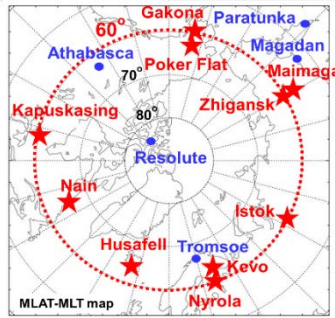 Gakona
Paratunka
60°
Athabasca
Poker Flat
Magadan
70°
Maimaga
Kapuskasing
Zhigansk
80°
Resolute
Nain
Istok
Husafell
Tromsoe
Kevo
MLAT-MLT map
Nyrola